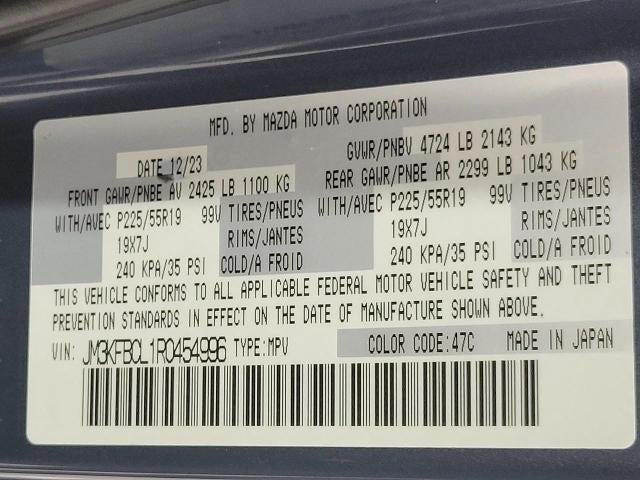 MFD. BY MAZDA MOTOR CORPORATION
DATE 12/23 GVWR/PNBV 4724 LB 2143 KG
FRONT GAWR/PNBE AV 2425 LB 1100 KG REAR GAWR/PNBE AR 2299 LB 1043 KG
WITH/AVEC P225/55R19 99V TIRES/PNEUS WITH/AVEC P225/55R19 99V TIRES/PNEUS
19X7J RIMS/JANTES 19X7J RIMS/JANTES
240 KPA/35 PSI COLD/A FROID 240 KPA/35 PSI COLD/A FROID
THIS VEHICLE CONFORMS TO ALL APPLICABLE FEDERAL MOTOR VEHICLE SAFETY AND THEFT
PREVENTION STANDARDS IN EFFECT ON THE DATE OF MANUFACTURE SHOWN ABOVE.
VIN: JM3KFBCL1R0454996 TYPE:MPV COLOR CODE:47C MADE IN JAPAN